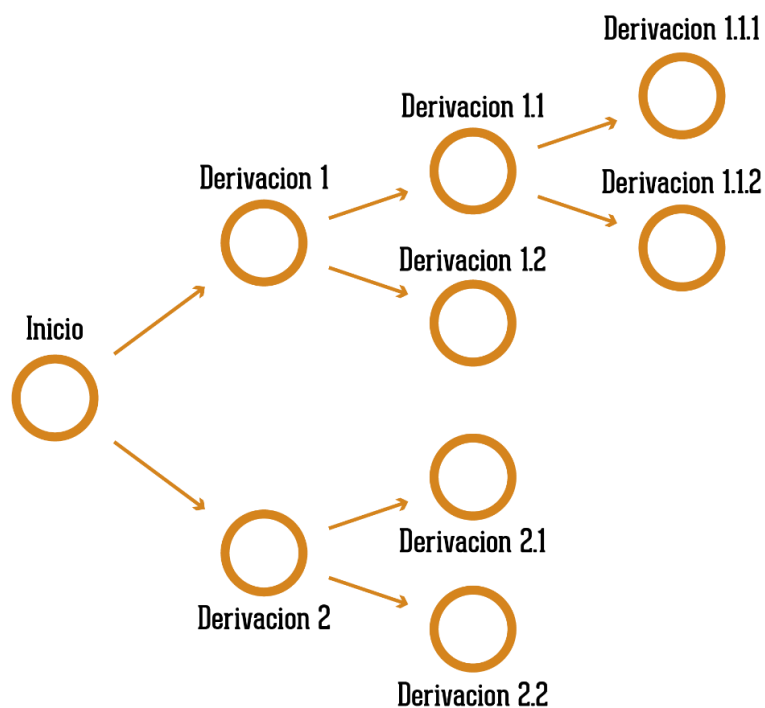 Derivacion 1.1.1
Derivacion 1.1
Derivacion 1
Derivacion 1.1.2
Derivacion 1.2
Inicio
Derivacion 2.1
Derivacion 2
Derivacion 2.2